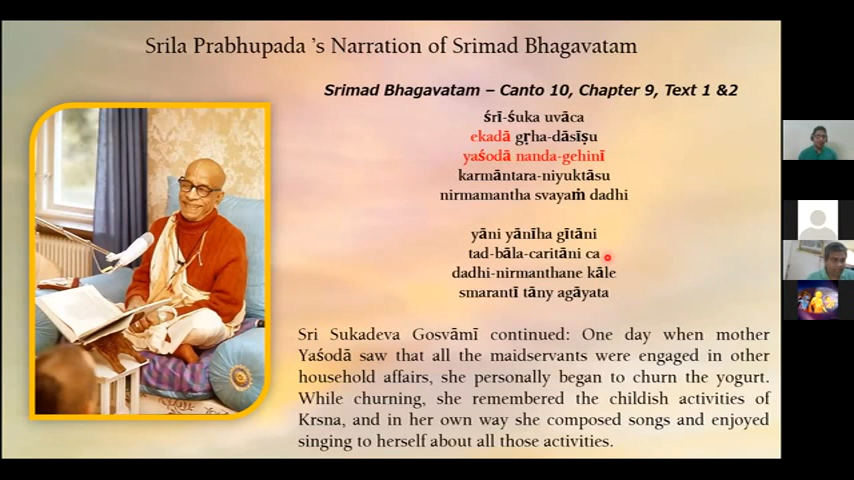 Srila Prabhupada 's Narration of Srimad Bhagavatam
Srimad Bhagavatam – Canto 10, Chapter 9, Text 1 &2
śrī-śuka uvāca
ekadā gṛha-dāsīṣu
yaśodā nanda-gehinī
karmāntara-niyuktāsu
nirmamantha svayaṁ dadhi
yāni yānīha gītāni
tad-bāla-caritāni ca
dadhi-nirmanthane kāle
smarantī tāny agāyata
Sri Sukadeva Gosvāmī continued: One day when mother
Yaśodā saw that all the maidservants were engaged in other
household affairs, she personally began to churn the yogurt.
While churning, she remembered the childish activities of
Krsna, and in her own way she composed songs and enjoyed
singing to herself about all those activities.